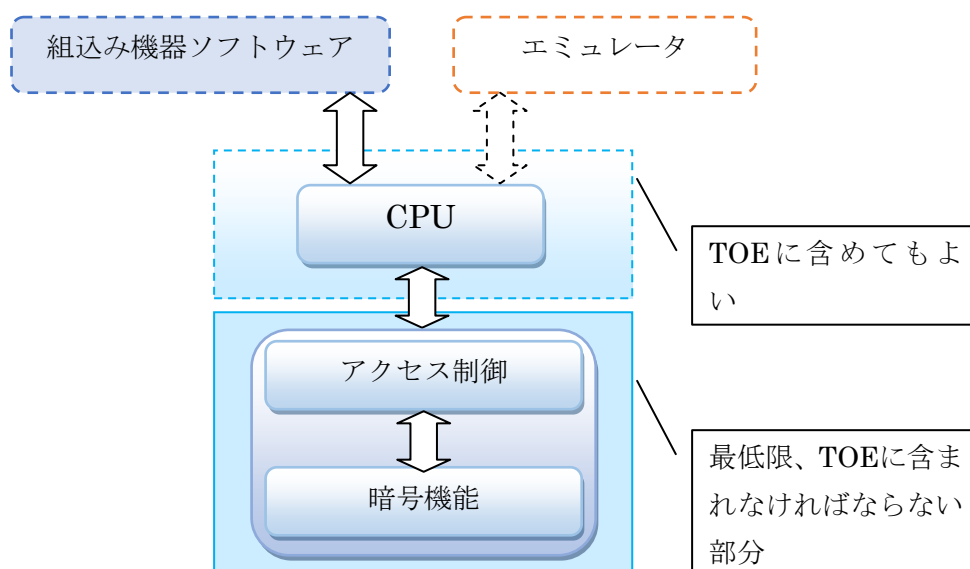 組込み機器ソフトウェア
エミュレータ
CPU
TOEに含めてもよ
い
アクセス制御
暗号機能
最低限、TOEに含ま
れなければならない
部分